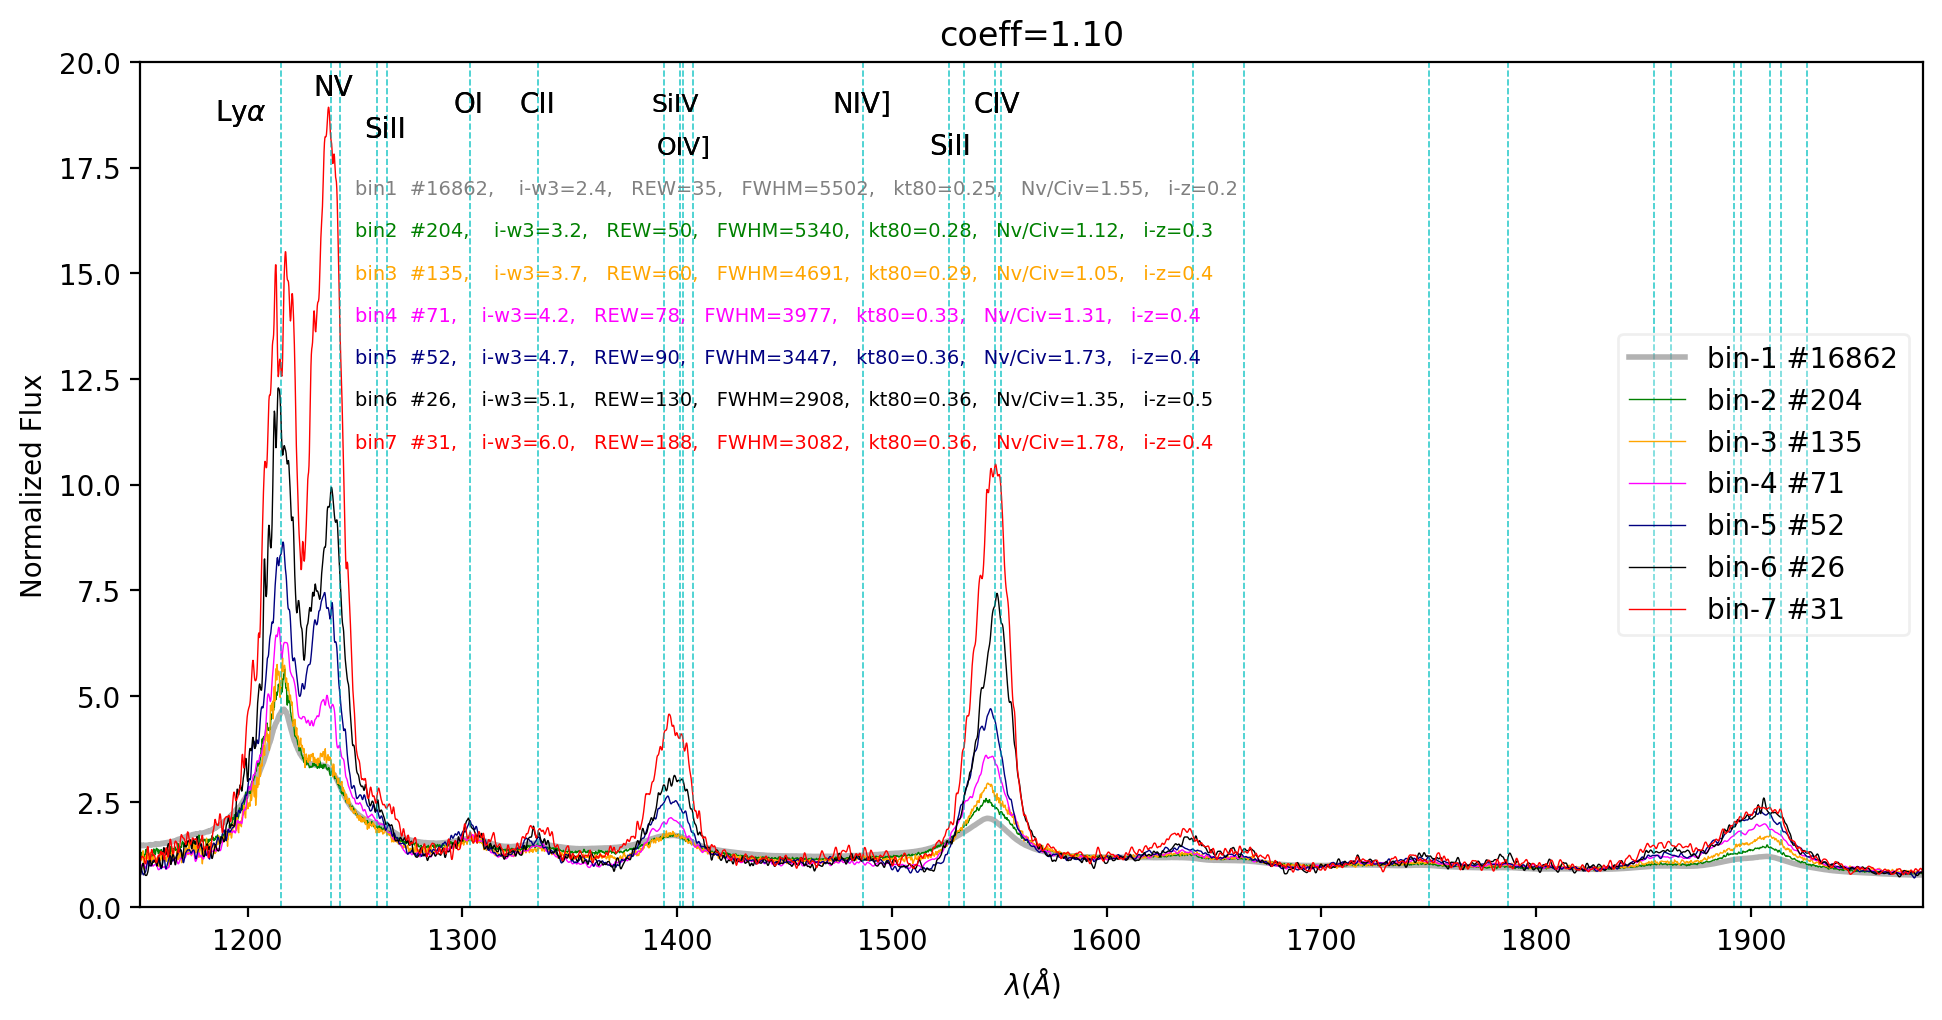 coeff=1.10
20.0
17.5
15.0
12.5
10.0
7.5
5.0
2.5
0.0
Normalized Flux
Lyα
NV
SiII
OI
CII
SiIV
OIV]
NIV]
SiII
CIV
bin1 #16862, i-w3=2.4, REW=35, FWHM=5502, kt80=0.25, Nv/Civ=1.55, i-z=0.2
bin2 #204, i-w3=3.2, REW=50, FWHM=5340, kt80=0.28, Nv/Civ=1.12, i-z=0.3
bin3 #135, i-w3=3.7, REW=60, FWHM=4691, kt80=0.29, Nv/Civ=1.05, i-z=0.4
bin4 #71, i-w3=4.2, REW=78, FWHM=3977, kt80=0.33, Nv/Civ=1.31, i-z=0.4
bin5 #52, i-w3=4.7, REW=90, FWHM=3447, kt80=0.36, Nv/Civ=1.73, i-z=0.4
bin6 #26, i-w3=5.1, REW=130, FWHM=2908, kt80=0.36, Nv/Civ=1.35, i-z=0.5
bin7 #31, i-w3=6.0, REW=188, FWHM=3082, kt80=0.36, Nv/Civ=1.78, i-z=0.4
bin-1 #16862
bin-2 #204
bin-3 #135
bin-4 #71
bin-5 #52
bin-6 #26
bin-7 #31
1200 1300 1400 1500 1600 1700 1800 1900
λ(Å)